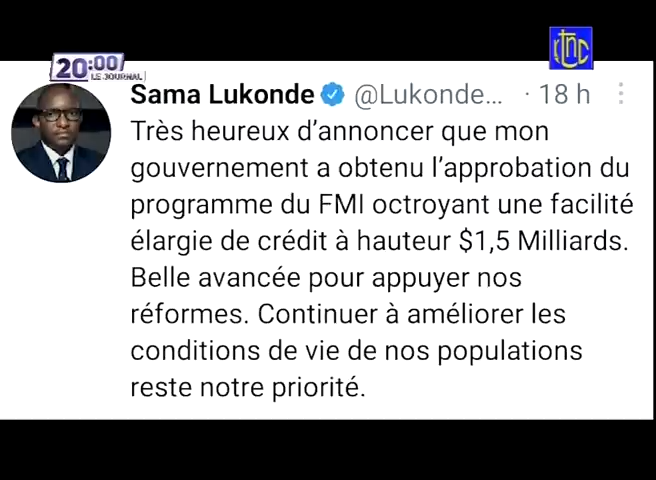 20:00
LE JOURNAL
rtnc
Sama Lukonde @Lukonde... · 18 h
Très heureux d'annoncer que mon
gouvernement a obtenu l'approbation du
programme du FMI octroyant une facilité
élargie de crédit à hauteur $1,5 Milliards.
Belle avancée pour appuyer nos
réformes. Continuer à améliorer les
conditions de vie de nos populations
reste notre priorité.